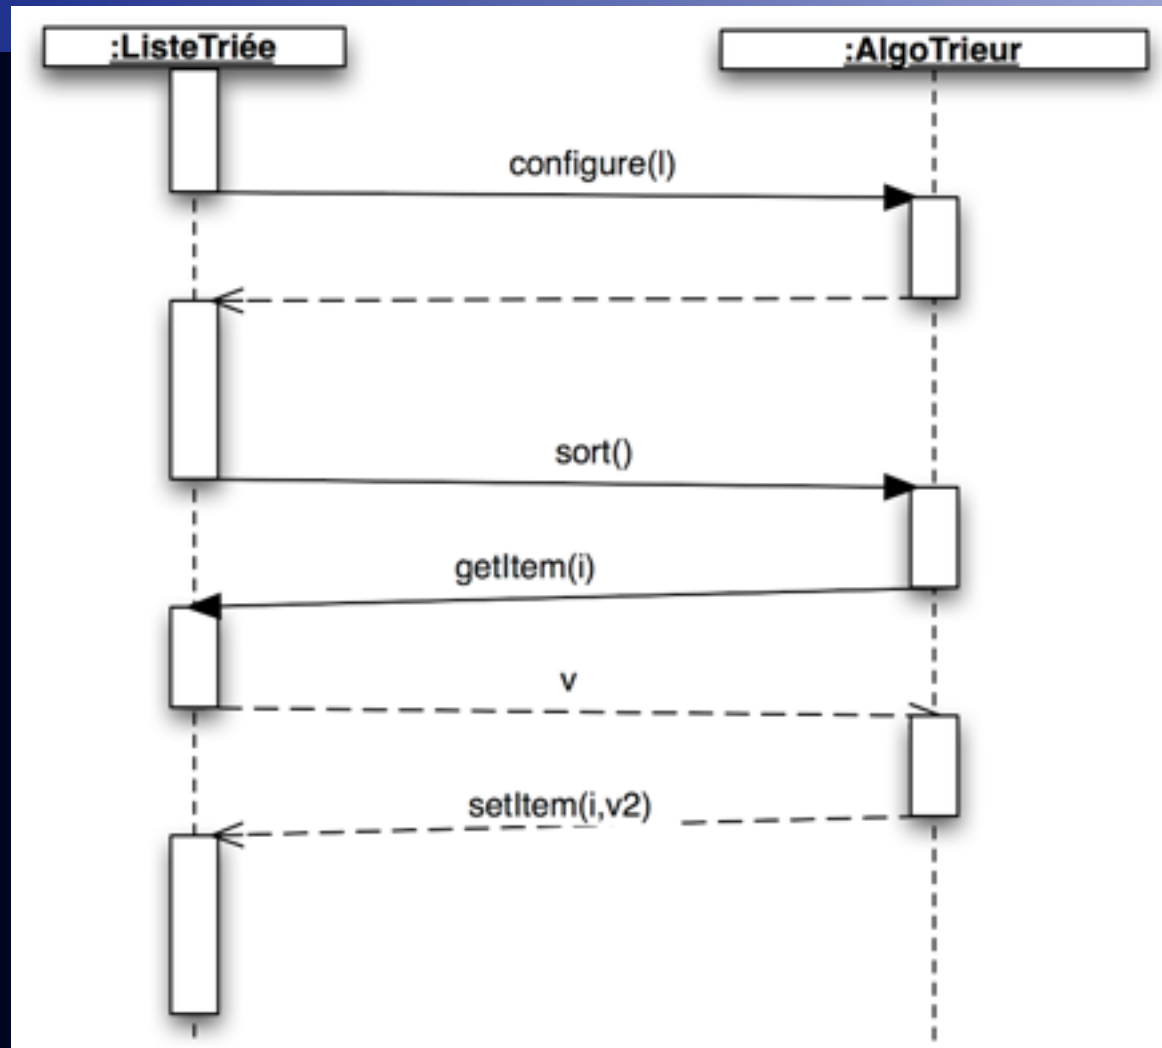 :ListeTriée
:AlgoTrieur
configure(l)
sort()
getItem(i)
v
setItem(i,v2)